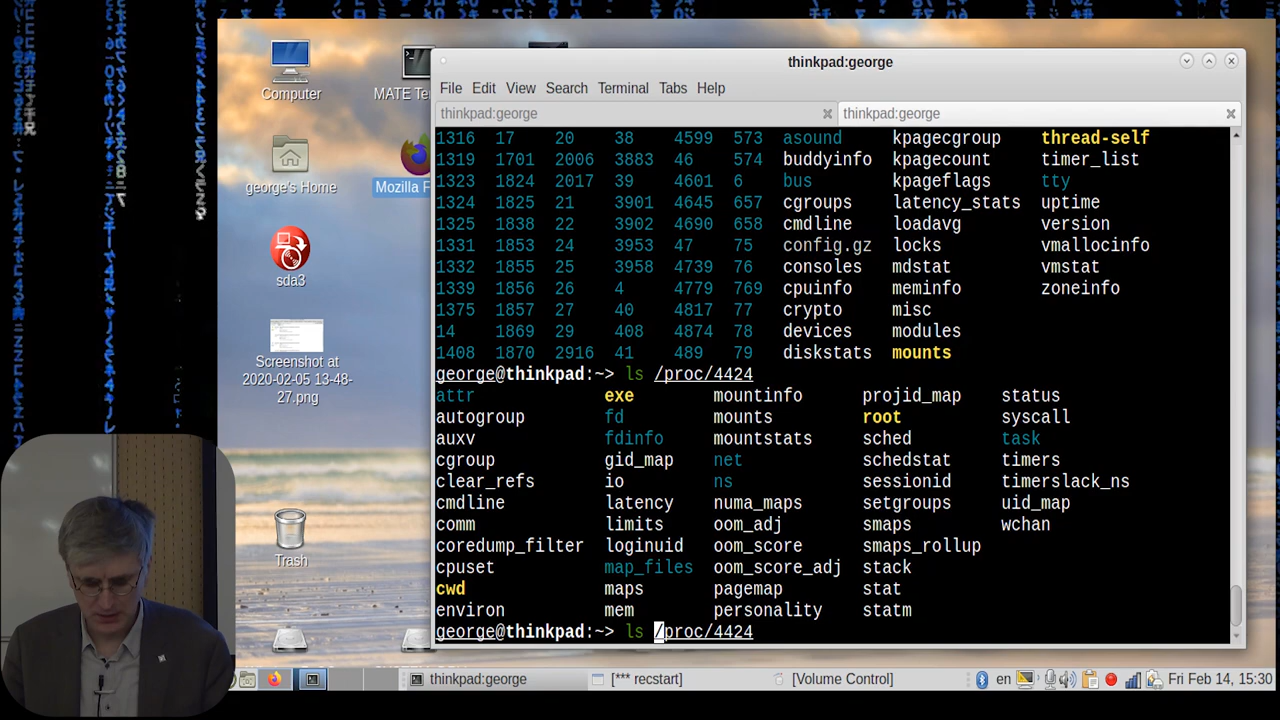 thinkpad:george
File Edit View Search Terminal Tabs Help
thinkpad:george thinkpad:george
Computer
MATE Te
george's Home
Mozilla F
sda3
Screenshot at
2020-02-05 13-48-
27.png
Trash
1316 17 20 38 4599 573 asound kpagecgroup thread-self
1319 1701 2006 3883 46 574 buddyinfo kpagecount timer_list
1323 1824 2017 39 4601 6 bus kpageflags tty
1324 1825 21 3901 4645 657 cgroups latency_stats uptime
1325 1838 22 3902 4690 658 cmdline loadavg version
1331 1853 24 3953 47 75 config.gz locks vmallocinfo
1332 1855 25 3958 4739 76 consoles mdstat vmstat
1339 1856 26 4 4779 769 cpuinfo meminfo zoneinfo
1375 1857 27 40 4817 77 crypto misc
14 1869 29 408 4874 78 devices modules
1408 1870 2916 41 489 79 diskstats mounts
george@thinkpad:~> ls /proc/4424
attr exe mountinfo projid_map status
autogroup fd mounts root syscall
auxv fdinfo mountstats sched task
cgroup gid_map net schedstat timers
clear_refs io ns sessionid timerslack_ns
cmdline latency numa_maps setgroups uid_map
comm limits oom_adj smaps wchan
coredump_filter loginuid oom_score smaps_rollup
cpuset map_files oom_score_adj stack
cwd maps pagemap stat
environ mem personality statm
george@thinkpad:~> ls /proc/4424
thinkpad:george [*** recstart] [Volume Control] en Fri Feb 14, 15:30